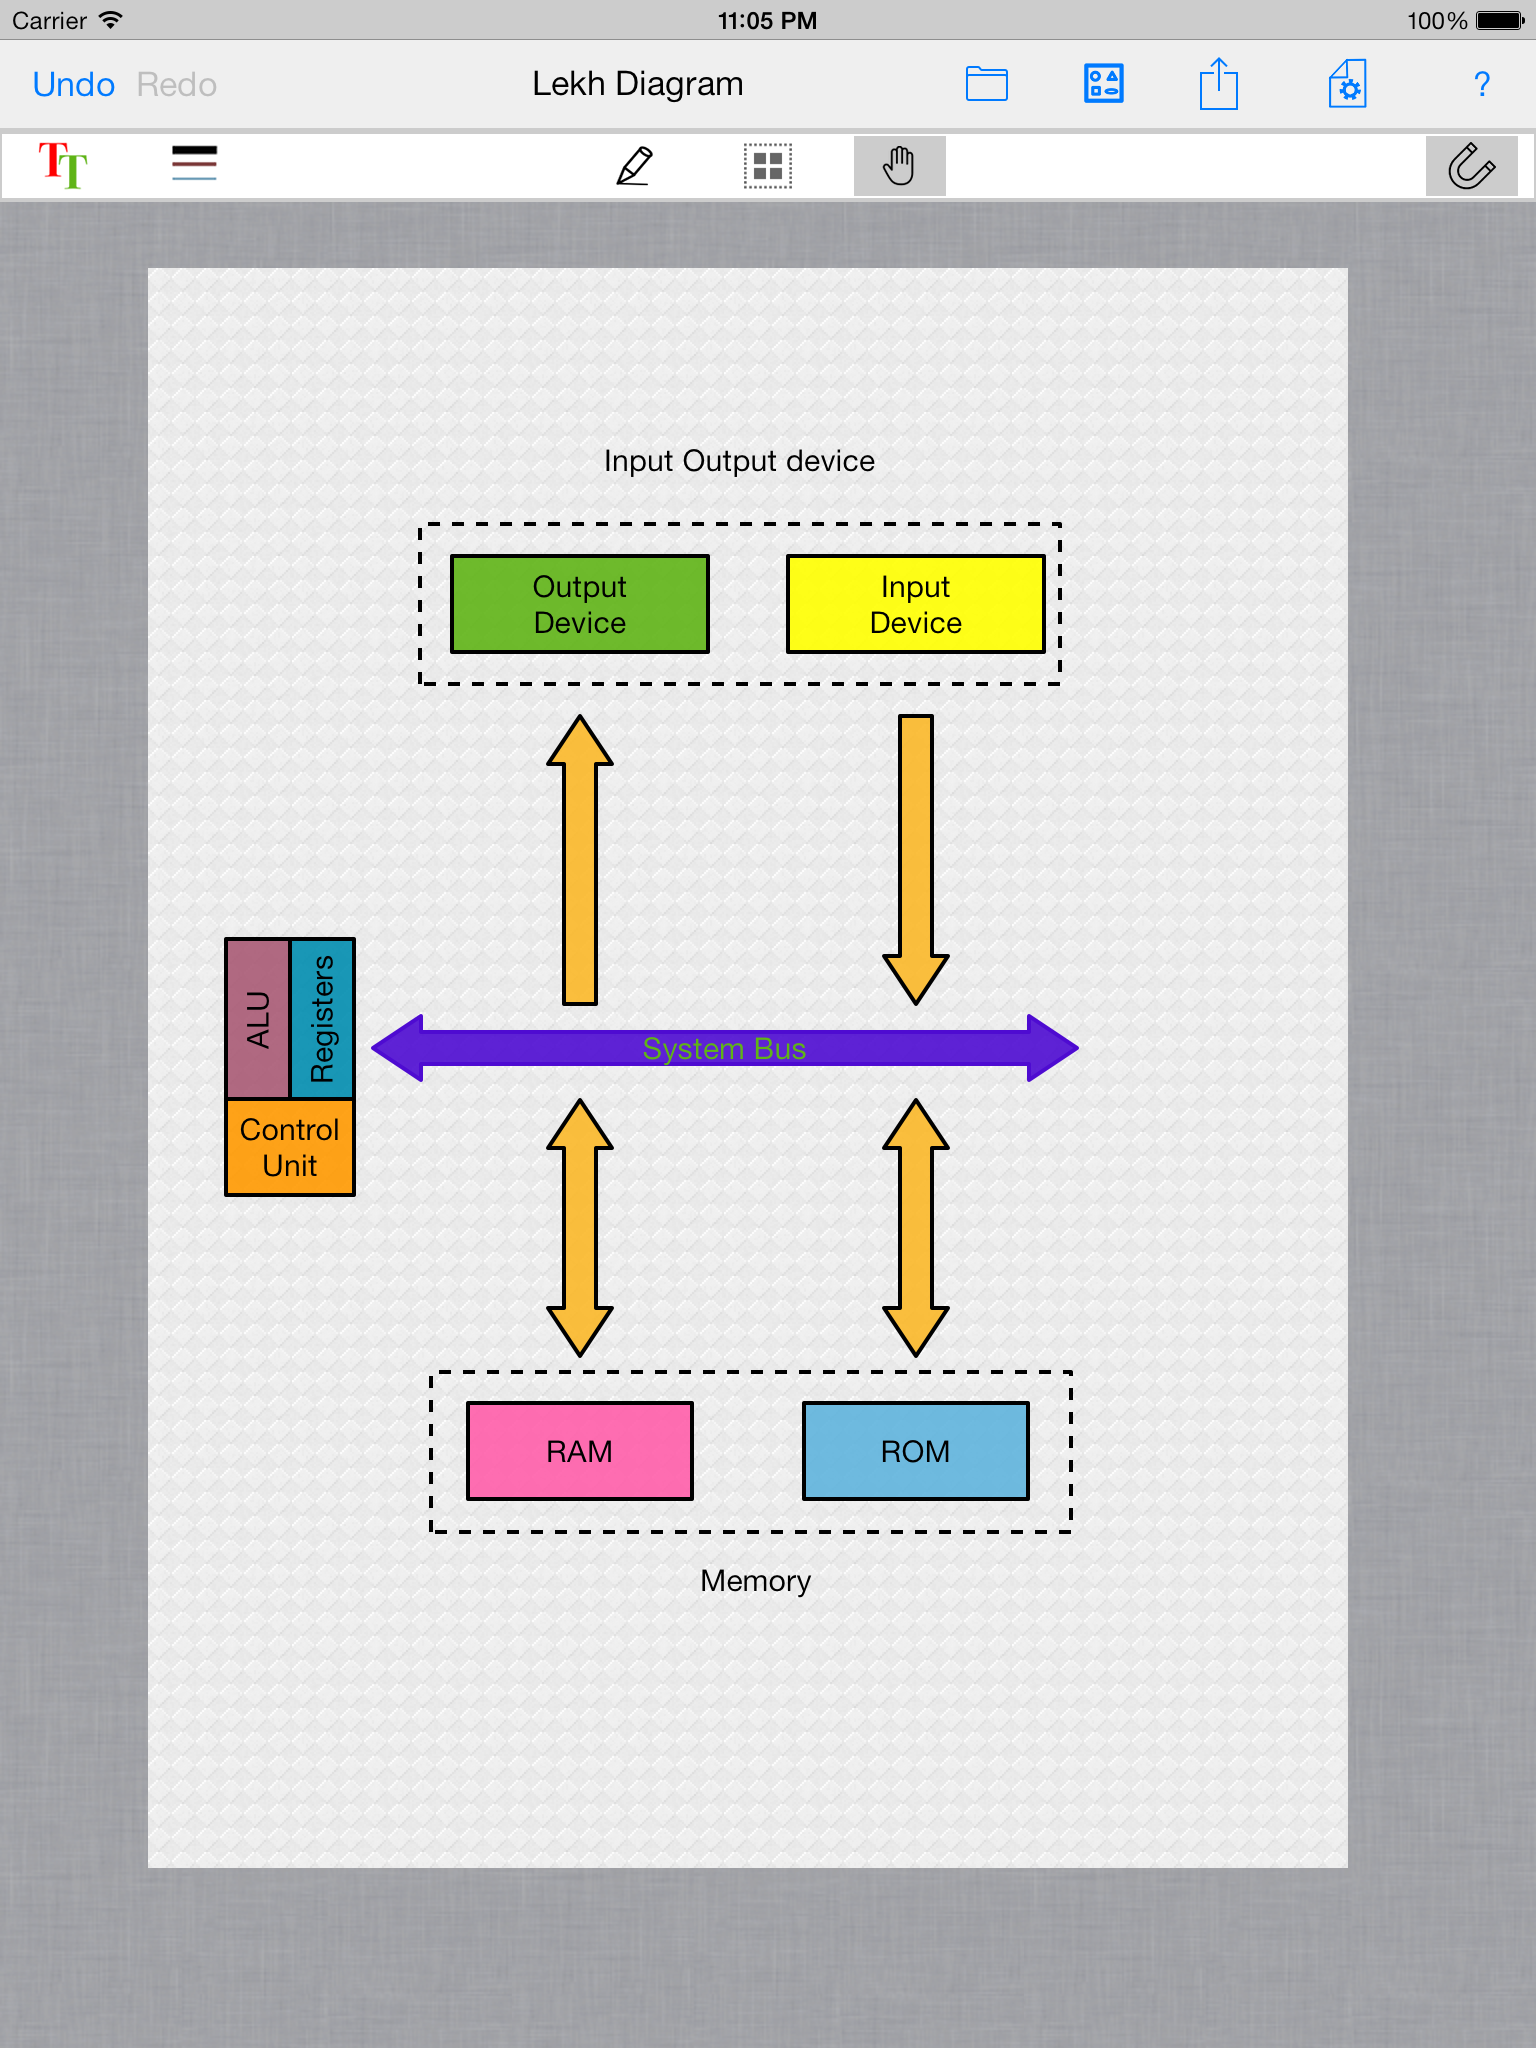 Carrier
11:05 PM
100%
Undo
Redo
Lekh Diagram
?
TT
Input Output device
Output
Device
Input
Device
ALU
Registers
System Bus
Control
Unit
RAM
ROM
Memory